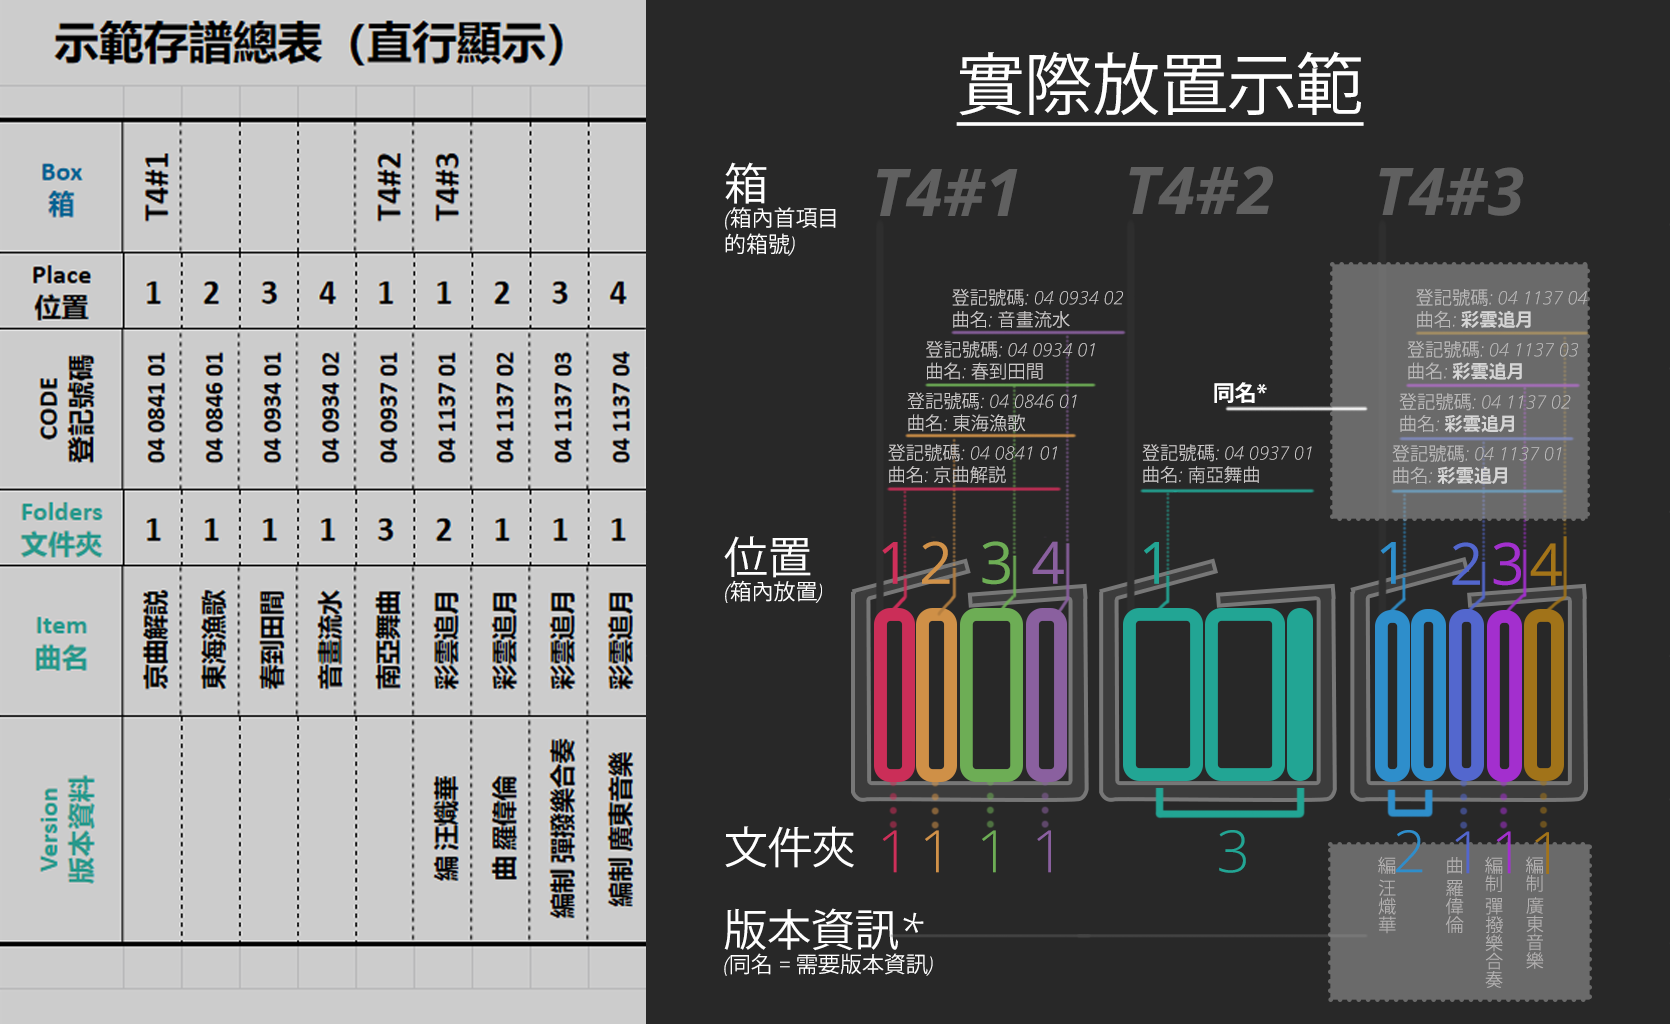 示範存譜總表（直行顯示）
Box
箱
T4#1
T4#2
T4#3
Place
位置
1 2 3 4 1 1 2 3 4
CODE
登記號碼
04 0841 01
04 0846 01
04 0934 01
04 0934 02
04 0937 01
04 1137 01
04 1137 02
04 1137 03
04 1137 04
Folders
文件夾
1 1 1 1 3 2 1 1 1
Item
曲名
京曲解説
東海漁歌
春到田間
音畫流水
南亞舞曲
彩雲追月
彩雲追月
彩雲追月
彩雲追月
Version
版本資料
編 汪熾華
曲 羅偉倫
編制 彈撥樂合奏
編制 廣東音樂
實際放置示範
箱
(箱內首項目
的箱號)
T4#1
T4#2
T4#3
登記號碼: 04 0934 02
曲名: 音畫流水
登記號碼: 04 0934 01
曲名: 春到田間
登記號碼: 04 0846 01
曲名: 東海漁歌
登記號碼: 04 0841 01
曲名: 京曲解説
登記號碼: 04 0937 01
曲名: 南亞舞曲
同名*
登記號碼: 04 1137 04
曲名: 彩雲追月
登記號碼: 04 1137 03
曲名: 彩雲追月
登記號碼: 04 1137 02
曲名: 彩雲追月
登記號碼: 04 1137 01
曲名: 彩雲追月
位置
(箱內放置)
1 2 3 4 1 1 2 3 4
文件夾
1 1 1 1 3 2 1 1 1
版本資訊*
(同名 = 需要版本資訊)
編 汪熾華
曲 羅偉倫
編制 彈撥樂合奏
編制 廣東音樂